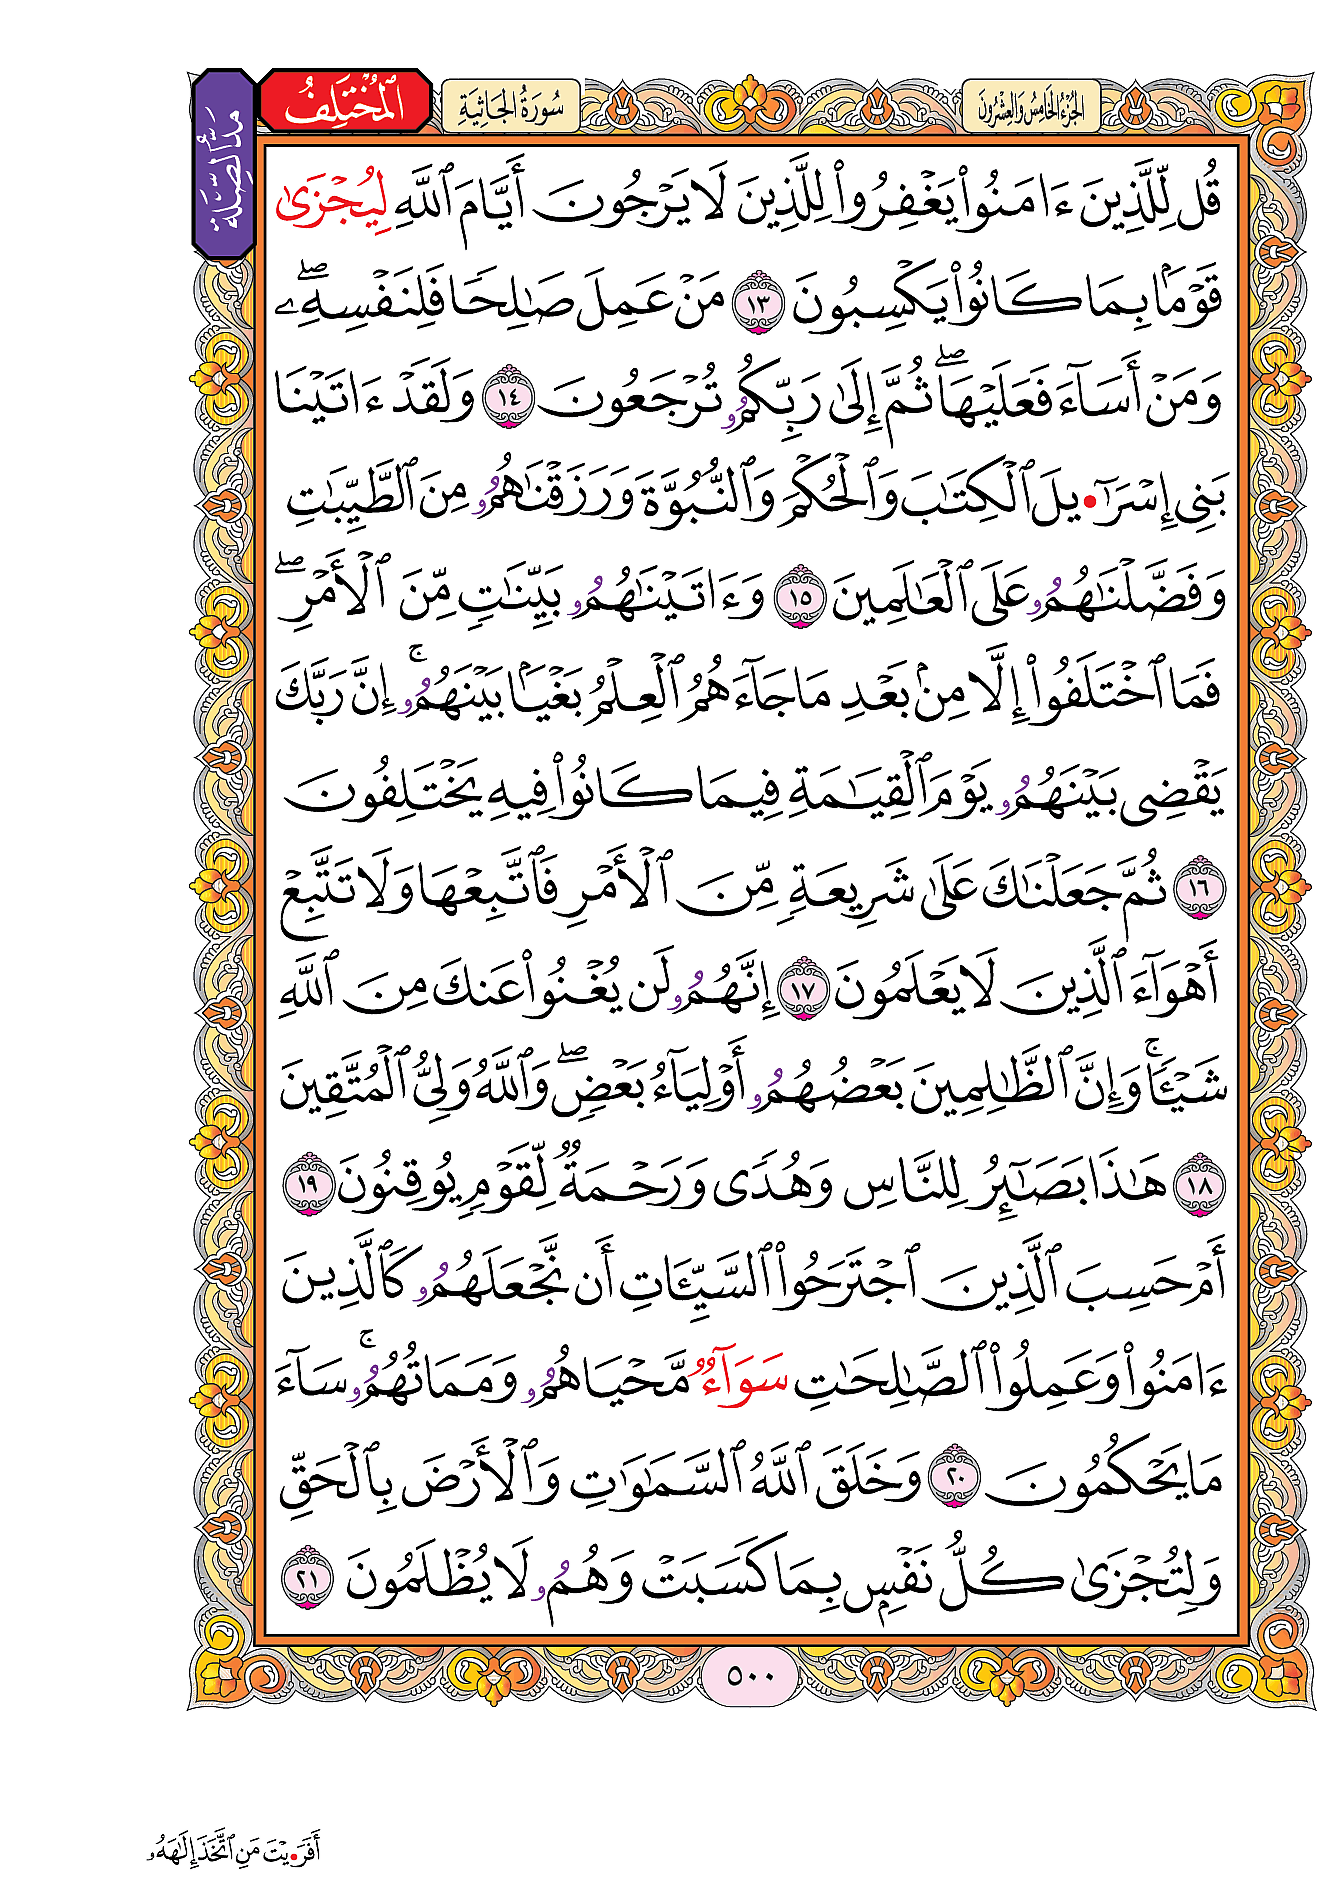 الجُزْءُ الخَامِسُ وَالعِشْرُونَ
سُورَةُ الجَاثِيَةِ
ٱلْمُخْتَلِفُ
مَدُّ ٱلصِّلَة
قُل لِّلَّذِينَ ءَامَنُواْ يَغْفِرُواْ لِلَّذِينَ لَا يَرْجُونَ أَيَّامَ ٱللَّهِ لِيُجْزَىٰ
قَوْمَۢا بِمَا كَانُواْ يَكْسِبُونَ ١٣ مَنْ عَمِلَ صَٰلِحًا فَلِنَفْسِهِۦۖ
وَمَنْ أَسَآءَ فَعَلَيْهَاۖ ثُمَّ إِلَىٰ رَبِّكُمُۥ تُرْجَعُونَ ١٤ وَلَقَدْ ءَاتَيْنَا
بَنِي إِسْرَآ•يلَ ٱلْكِتَٰبَ وَٱلْحُكْمَ وَٱلنُّبُوَّةَ وَرَزَقْنَٰهُمُۥ مِنَ ٱلطَّيِّبَٰتِ
وَفَضَّلْنَٰهُمُۥ عَلَى ٱلْعَٰلَمِينَ ١٥ وَءَاتَيْنَٰهُمُۥ بَيِّنَٰتٍ مِّنَ ٱلْأَمْرِۖ
فَمَا ٱخْتَلَفُواْ إِلَّا مِنۢ بَعْدِ مَا جَآءَهُمُ ٱلْعِلْمُ بَغْيَۢا بَيْنَهُمُۥۚ إِنَّ رَبَّكَ
يَقْضِي بَيْنَهُمُۥ يَوْمَ ٱلْقِيَٰمَةِ فِيمَا كَانُواْ فِيهِ يَخْتَلِفُونَ
١٦ ثُمَّ جَعَلْنَٰكَ عَلَىٰ شَرِيعَةٍ مِّنَ ٱلْأَمْرِ فَٱتَّبِعْهَا وَلَا تَتَّبِعْ
أَهْوَآءَ ٱلَّذِينَ لَا يَعْلَمُونَ ١٧ إِنَّهُمُۥ لَن يُغْنُواْ عَنكَ مِنَ ٱللَّهِ
شَيْـًٔاۚ وَإِنَّ ٱلظَّٰلِمِينَ بَعْضُهُمُۥ أَوْلِيَآءُ بَعْضٍۖ وَٱللَّهُ وَلِيُّ ٱلْمُتَّقِينَ
١٨ هَٰذَا بَصَٰٓئِرُ لِلنَّاسِ وَهُدًى وَرَحْمَةٌ لِّقَوْمٍ يُوقِنُونَ ١٩
أَمْ حَسِبَ ٱلَّذِينَ ٱجْتَرَحُواْ ٱلسَّيِّـَٔاتِ أَن نَّجْعَلَهُمُۥ كَٱلَّذِينَ
ءَامَنُواْ وَعَمِلُواْ ٱلصَّٰلِحَٰتِ سَوَآءٌ مَّحْيَاهُمُۥ وَمَمَاتُهُمُۥۚ سَآءَ
مَا يَحْكُمُونَ ٢٠ وَخَلَقَ ٱللَّهُ ٱلسَّمَٰوَٰتِ وَٱلْأَرْضَ بِٱلْحَقِّ
وَلِتُجْزَىٰ كُلُّ نَفْسٍۭ بِمَا كَسَبَتْ وَهُمُۥ لَا يُظْلَمُونَ ٢١
٥٠٠
أَفَرَ•يْتَ مَنِ ٱتَّخَذَ إِلَٰهَهُۥ